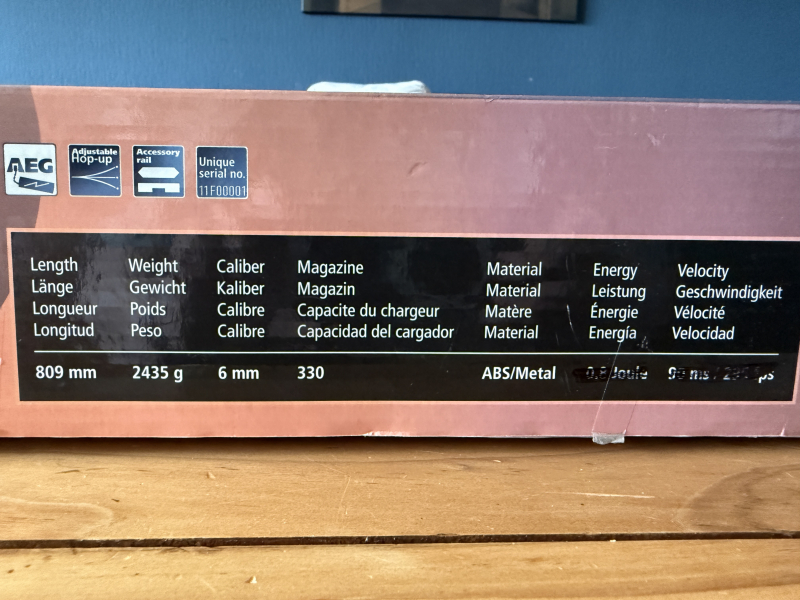 AEG
Adjustable
Hop-up
Accessory
rail
Unique
serial no.
11F00001
Length Weight Caliber Magazine Material Energy Velocity
Länge Gewicht Kaliber Magazin Material Leistung Geschwindigkeit
Longueur Poids Calibre Capacite du chargeur Matère Énergie Vélocité
Longitud Peso Calibre Capacidad del cargador Material Energía Velocidad
809 mm 2435 g 6 mm 330 ABS/Metal Joule